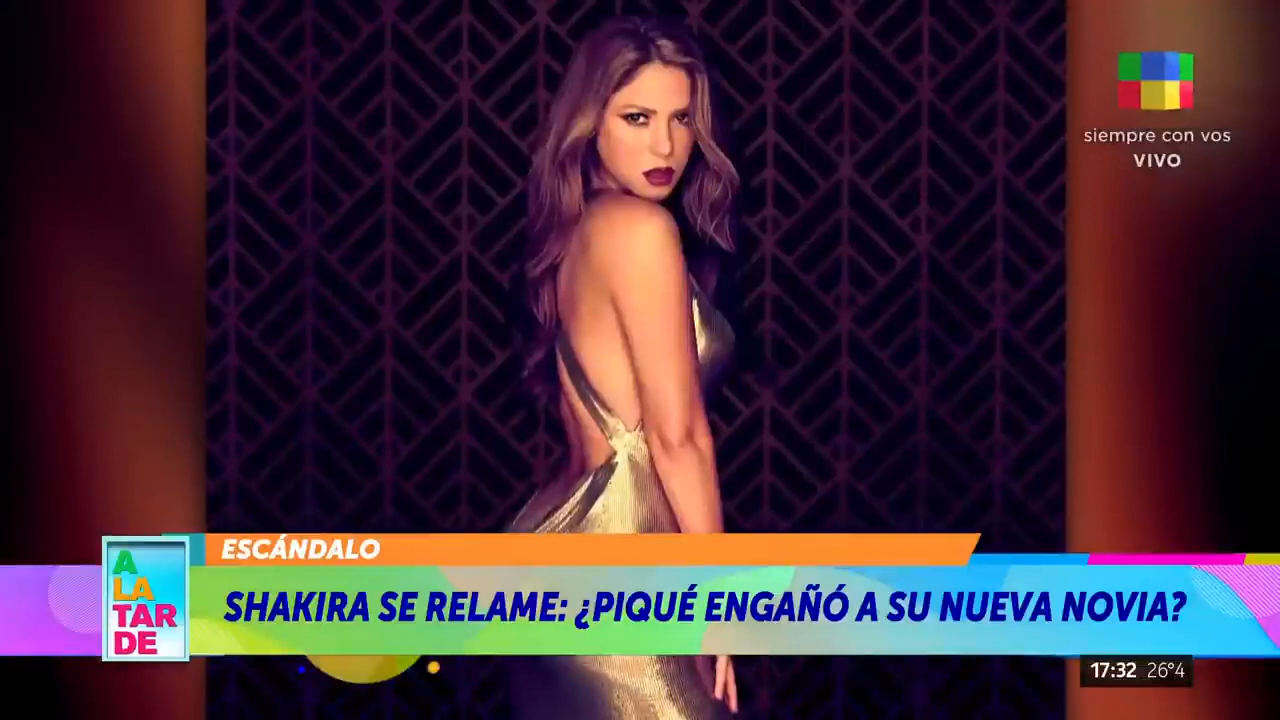 siempre con vos
VIVO
ESCÁNDALO
A
LA
TAR
DE
SHAKIRA SE RELAME: ¿PIQUÉ ENGAÑÓ A SU NUEVA NOVIA?
17:32 26°4